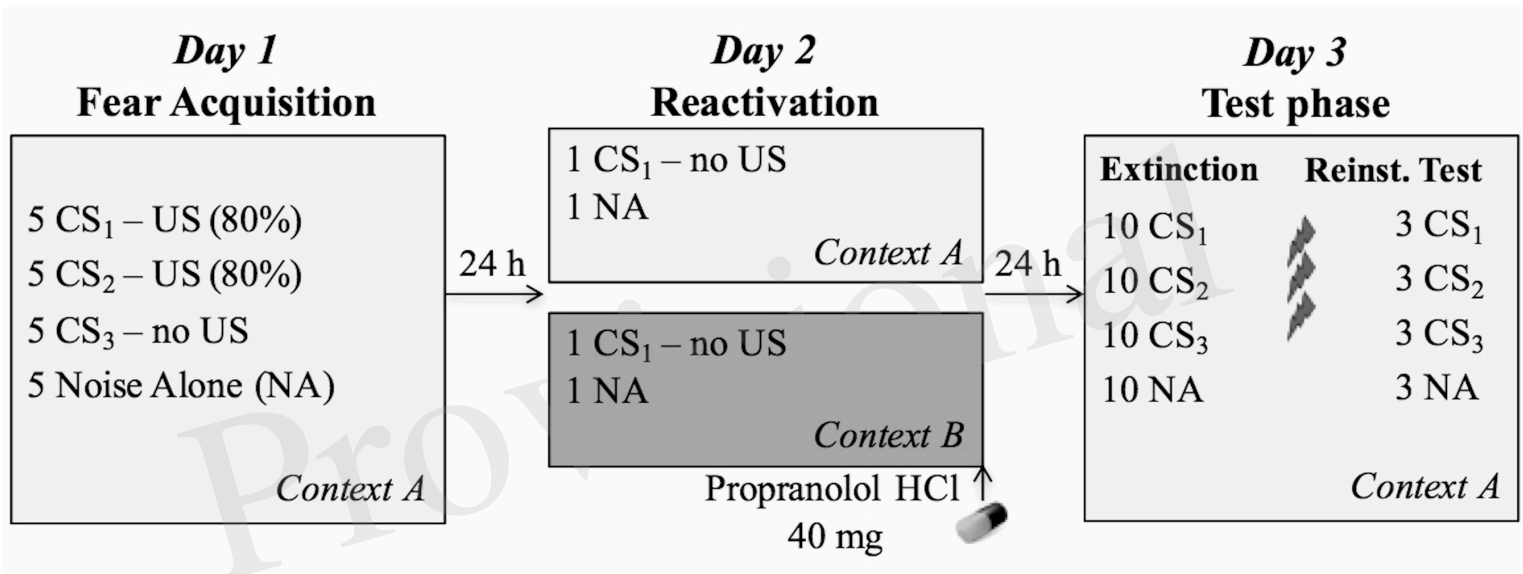 Day 1
Fear Acquisition
5 CS₁ – US (80%)
5 CS₂ – US (80%)
5 CS₃ – no US
5 Noise Alone (NA)
Context A
24 h
Day 2
Reactivation
1 CS₁ – no US
1 NA
Context A
1 CS₁ – no US
1 NA
Context B
Propranolol HCl
40 mg
24 h
Day 3
Test phase
Extinction Reinst. Test
10 CS₁ 3 CS₁
10 CS₂ 3 CS₂
10 CS₃ 3 CS₃
10 NA 3 NA
Context A
Provisional